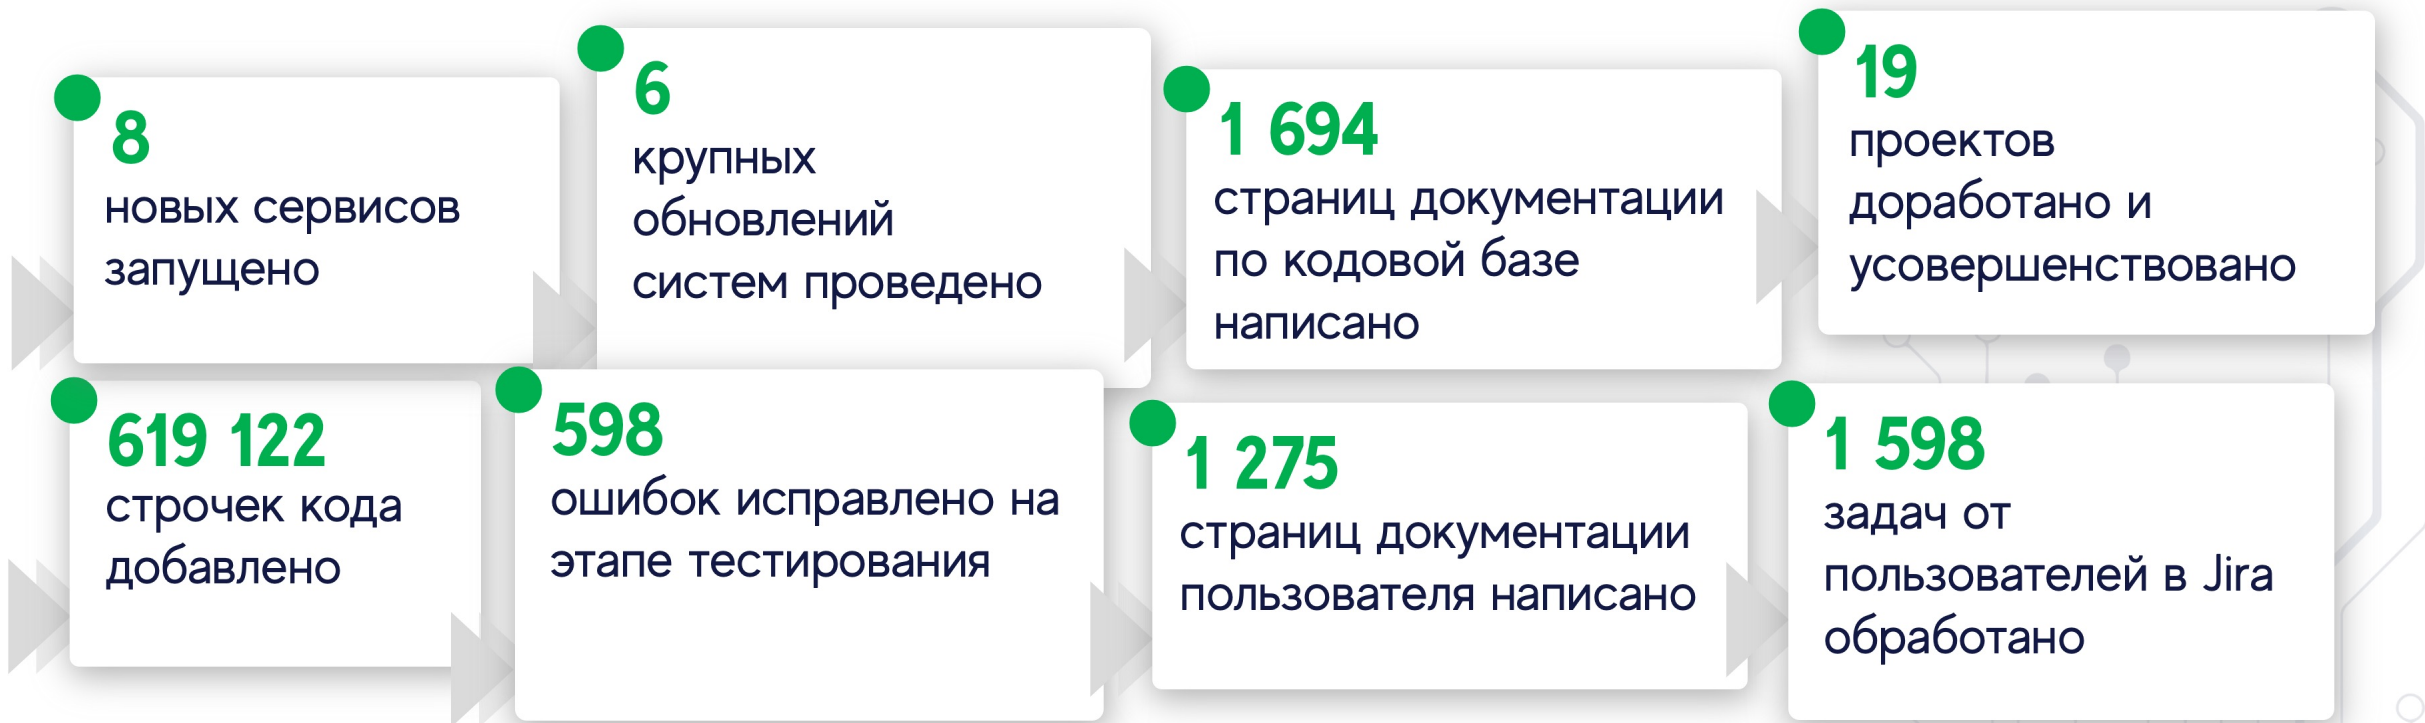 8
новых сервисов
запущено
6
крупных
обновлений
систем проведено
1 694
страниц документации
по кодовой базе
написано
19
проектов
доработано и
усовершенствовано
619 122
строчек кода
добавлено
598
ошибок исправлено на
этапе тестирования
1 275
страниц документации
пользователя написано
1 598
задач от
пользователей в Jira
обработано